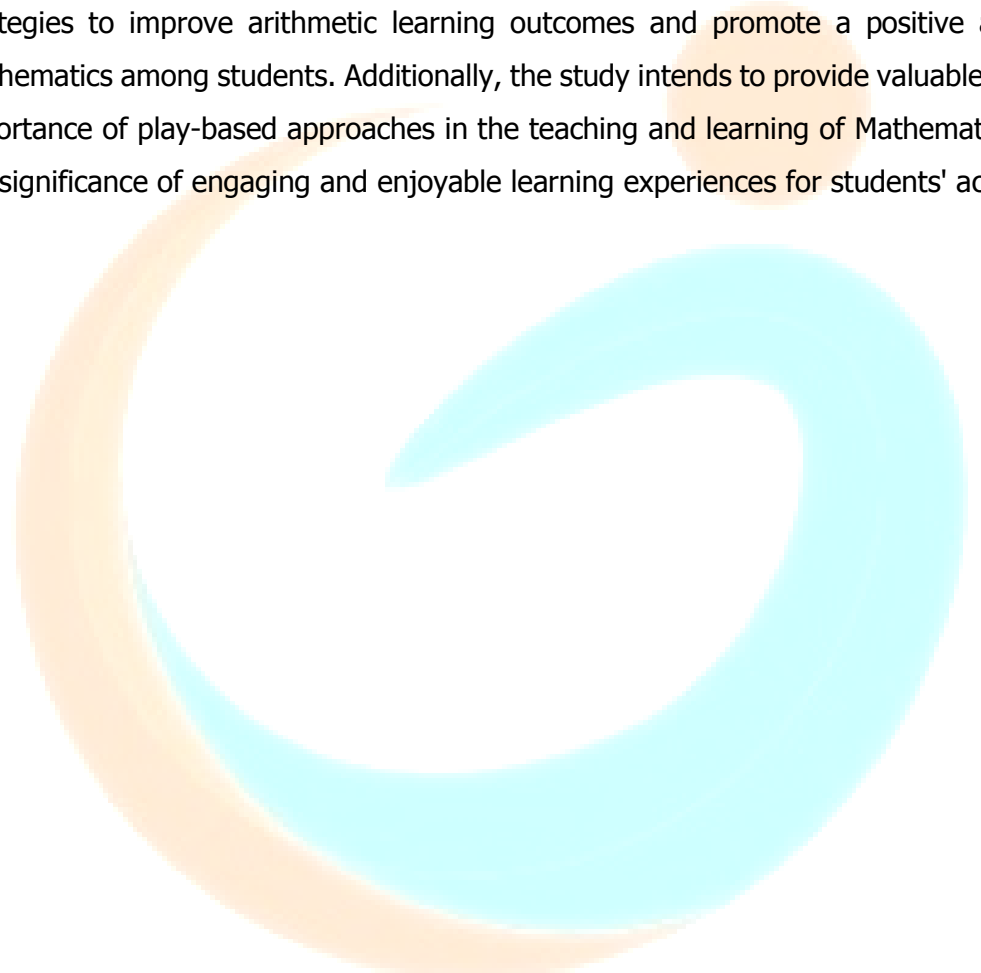 tegies to improve arithmetic learning outcomes and promote a positive a
hematics among students. Additionally, the study intends to provide valuable
ortance of play-based approaches in the teaching and learning of Mathemat
significance of engaging and enjoyable learning experiences for students' ac